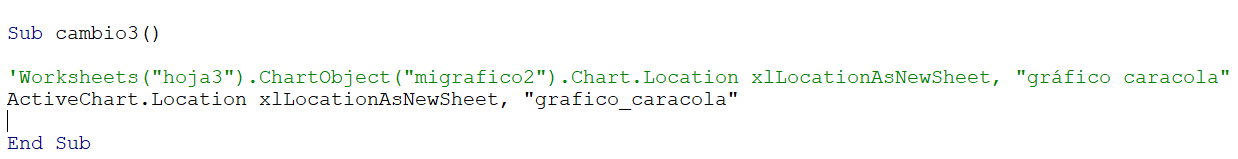 Sub cambio3()
'Worksheets("hoja3").ChartObject("migrafico2").Chart.Location xlLocationAsNewSheet, "gráfico caracola"
ActiveChart.Location xlLocationAsNewSheet, "grafico_caracola"
End Sub